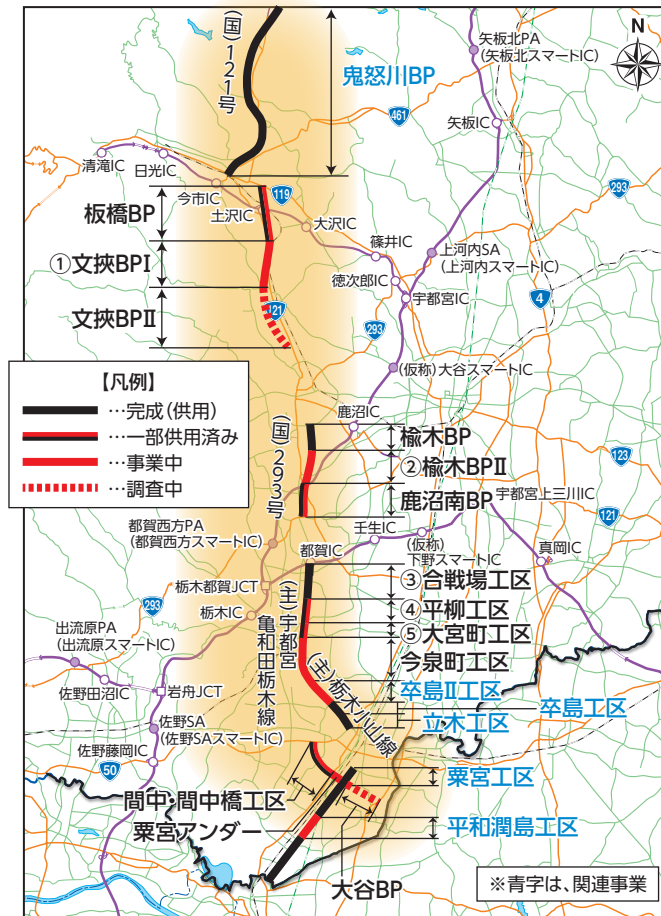 矢板北PA
(矢板北スマートIC)
N
(国)121号
鬼怒川BP
461
矢板IC
清滝IC
日光IC
今市IC
119
293
土沢IC
大沢IC
板橋BP
篠井IC
上河内SA
(上河内スマートIC)
①文挾BPⅠ
徳次郎IC
宇都宮IC
4
文挾BPⅡ
121
293
(仮称)大谷スマートIC
【凡例】
…完成(供用)
…一部供用済み
…事業中
…調査中
(国)293号
鹿沼IC
楡木BP
②楡木BPⅡ
123
鹿沼南BP
宇都宮上三川IC
121
都賀西方PA
(都賀西方スマートIC)
壬生IC
(仮称)
下野スマートIC
真岡IC
都賀IC
栃木都賀JCT
③合戦場工区
293
栃木IC
④平柳工区
出流原PA
(出流原スマートIC)
(主)宇都宮
亀和田栃木線
⑤大宮町工区
今泉町工区
佐野田沼IC
岩舟JCT
(主)栃木小山線
卒島Ⅱ工区
卒島工区
佐野SA
(佐野SAスマートIC)
立木工区
佐野藤岡IC
50
粟宮工区
間中・間中橋工区
粟宮アンダー
平和潤島工区
大谷BP
※青字は、関連事業